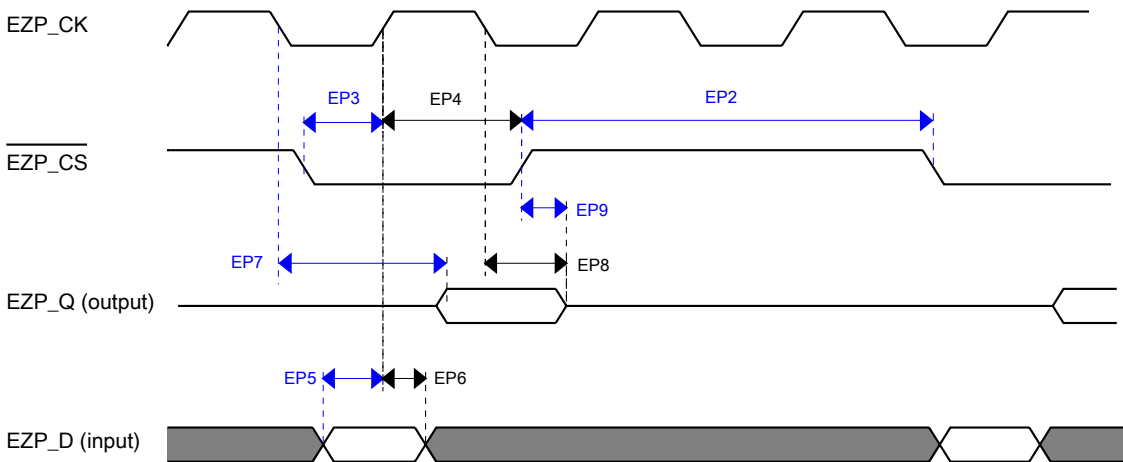 EZP_CK
EP3
EP4
EP2
EZP_CS
EP9
EP7
EP8
EZP_Q (output)
EP5
EP6
EZP_D (input)